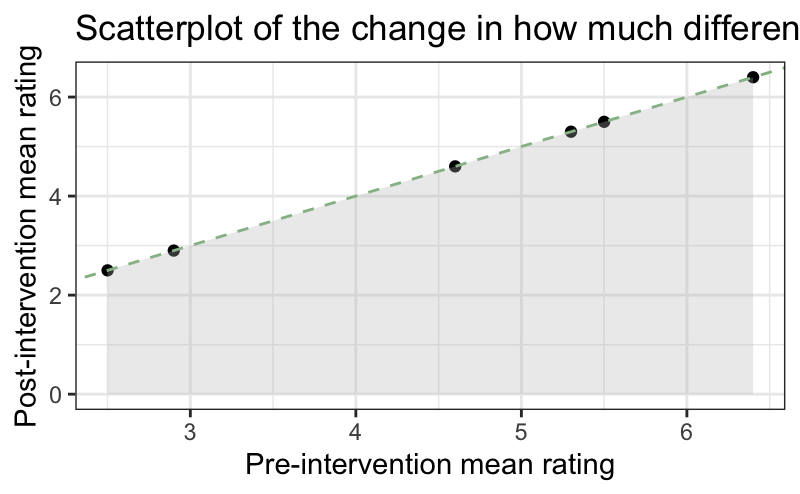 Scatterplot of the change in how much differen
Post-intervention mean rating
6
4
2
0
3
4
5
6
Pre-intervention mean rating